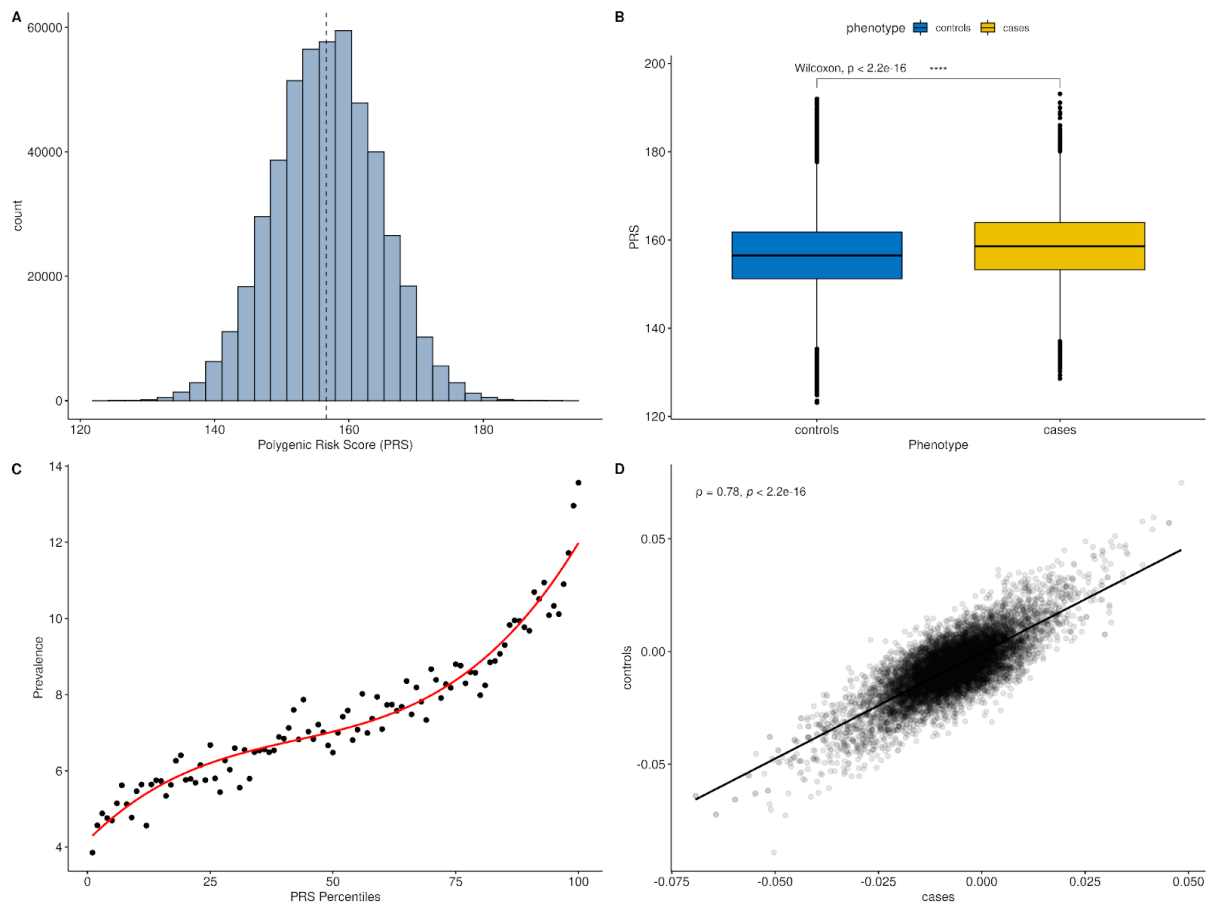 A
60000
40000
20000
0
count
120
140
160
180
Polygenic Risk Score (PRS)
B
phenotype controls cases
Wilcoxon, p < 2.2e-16 ****
200
180
160
140
120
PRS
controls
cases
Phenotype
C
14
12
10
8
6
4
Prevalence
0
25
50
75
100
PRS Percentiles
D
ρ = 0.78, p < 2.2e-16
0.05
0.00
-0.05
controls
-0.075
-0.050
-0.025
0.000
0.025
0.050
cases